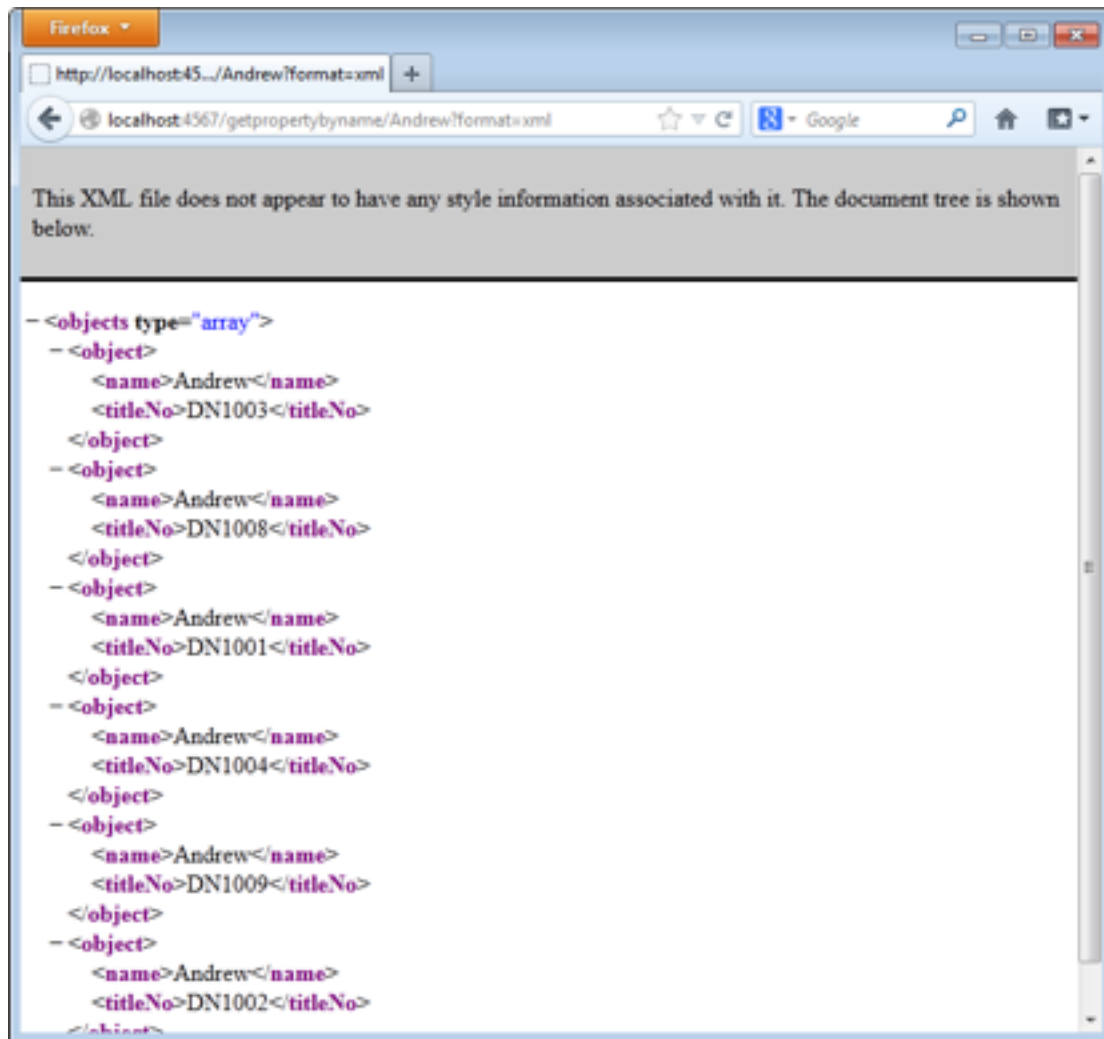 Firefox
http://localhost:45.../Andrew?format=xml
localhost:4567/getpropertybyname/Andrew?format=xml
Google
This XML file does not appear to have any style information associated with it. The document tree is shown
below.
- <objects type="array">
- <object>
<name>Andrew</name>
<titleNo>DN1003</titleNo>
</object>
- <object>
<name>Andrew</name>
<titleNo>DN1008</titleNo>
</object>
- <object>
<name>Andrew</name>
<titleNo>DN1001</titleNo>
</object>
- <object>
<name>Andrew</name>
<titleNo>DN1004</titleNo>
</object>
- <object>
<name>Andrew</name>
<titleNo>DN1009</titleNo>
</object>
- <object>
<name>Andrew</name>
<titleNo>DN1002</titleNo>
</object>